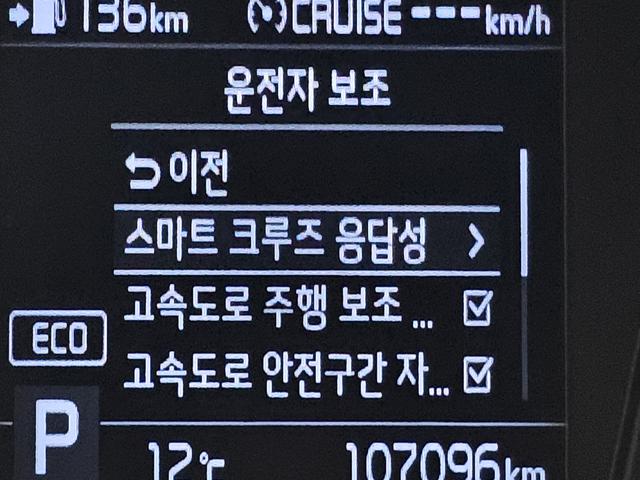 136km CRUISE ---km/h
운전자 보조
이전
스마트 크루즈 응답성 >
고속도로 주행 보조 ...
ECO
고속도로 안전구간 자...
P
12℃ 107096km